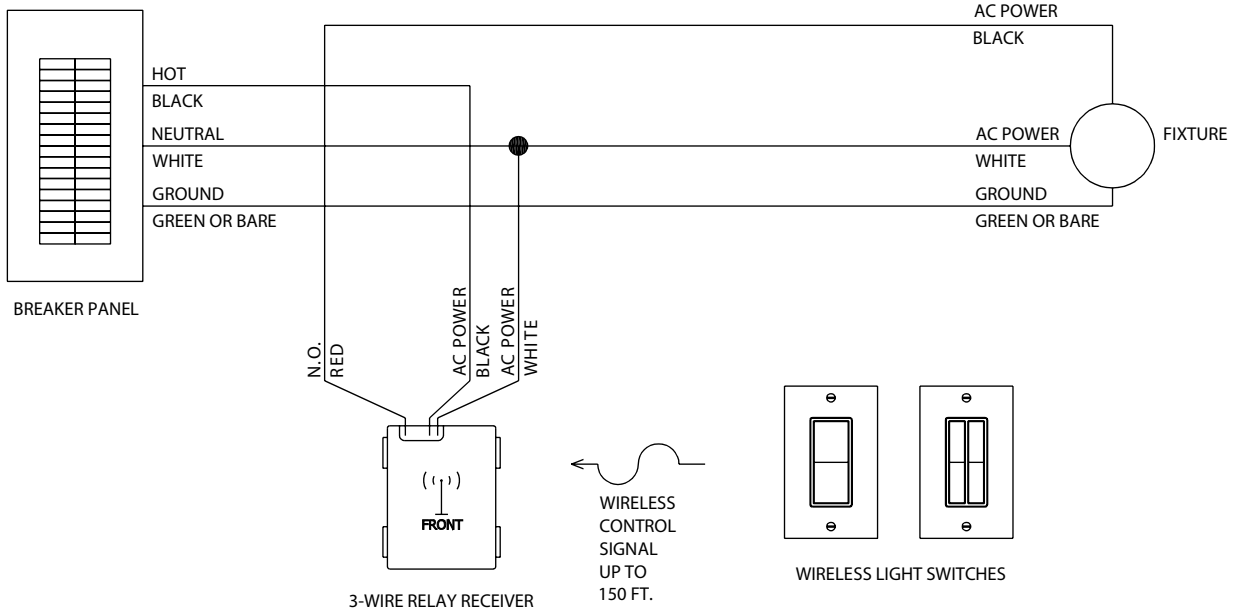 AC POWER
BLACK
HOT
BLACK
NEUTRAL
WHITE
GROUND
GREEN OR BARE
AC POWER
WHITE
GROUND
GREEN OR BARE
FIXTURE
BREAKER PANEL
N.O.
RED
AC POWER
BLACK
AC POWER
WHITE
FRONT
3-WIRE RELAY RECEIVER
WIRELESS
CONTROL
SIGNAL
UP TO
150 FT.
WIRELESS LIGHT SWITCHES